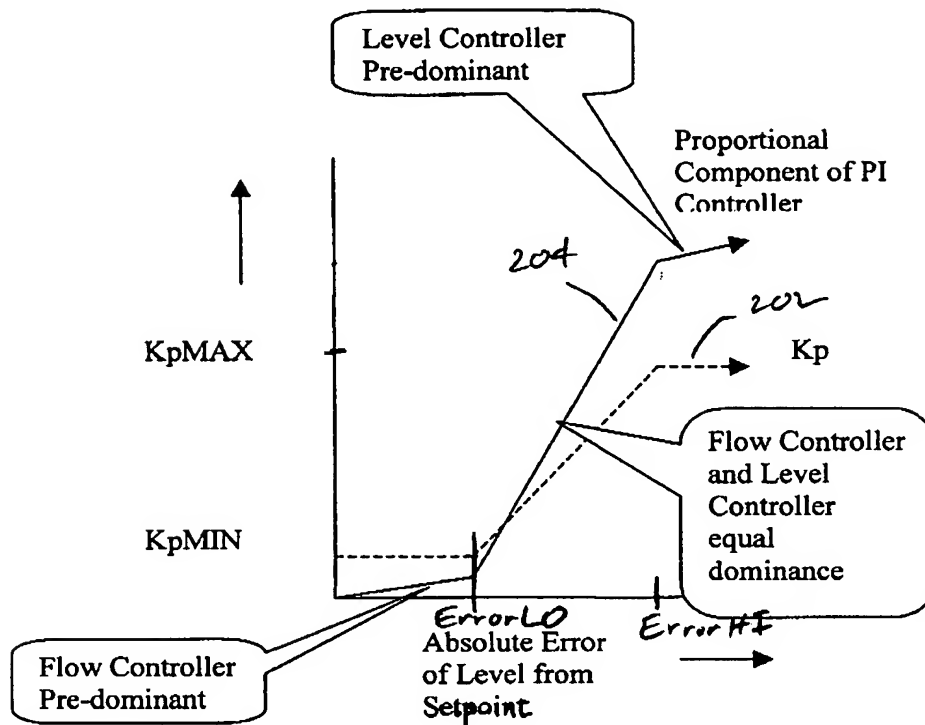 Level Controller
Pre-dominant
Proportional
Component of PI
Controller
204
202
KpMAX
Kp
Flow Controller
and Level
Controller
equal
dominance
KpMIN
ErrorLO
ErrorHI
Absolute Error
of Level from
Setpoint
Flow Controller
Pre-dominant